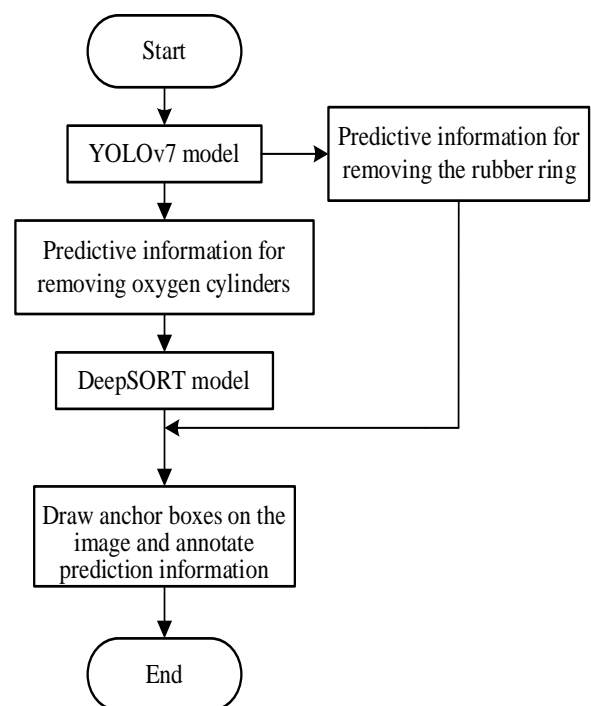 Start
YOLOv7 model
Predictive information for
removing the rubber ring
Predictive information for
removing oxygen cylinders
DeepSORT model
Draw anchor boxes on the
image and annotate
prediction information
End